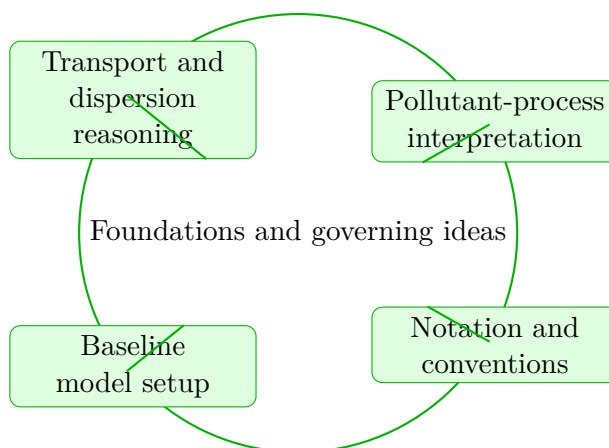 Transport and
dispersion
reasoning
Pollutant-process
interpretation
Foundations and governing ideas
Baseline
model setup
Notation and
conventions